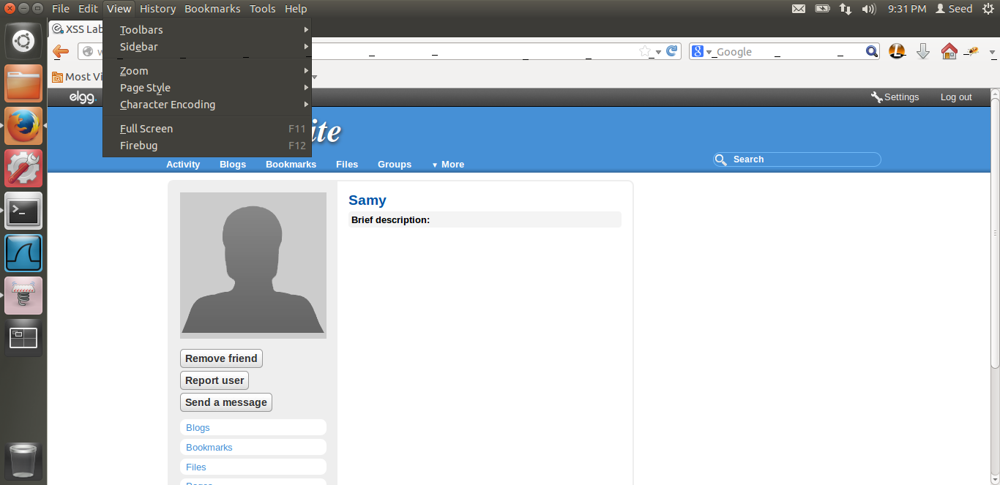 File Edit View History Bookmarks Tools Help 9:31 PM Seed
XSS Lab
Toolbars
Sidebar
Google
Zoom
Most Vi
Page Style
elgg. Settings Log out
Character Encoding
Full Screen F11
ite
Firebug F12
Search
Activity Blogs Bookmarks Files Groups ▼ More
Samy
Brief description:
Remove friend
Report user
Send a message
Blogs
Bookmarks
Files
Pages